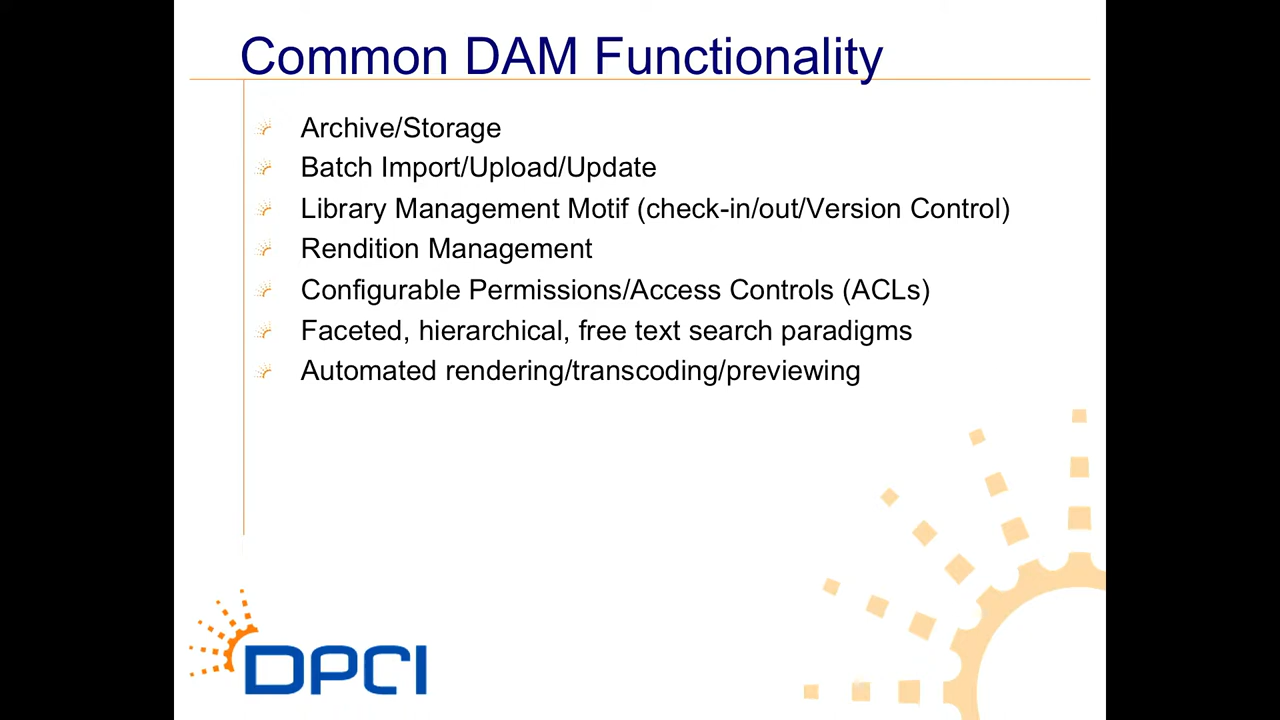 Common DAM Functionality
Archive/Storage
Batch Import/Upload/Update
Library Management Motif (check-in/out/Version Control)
Rendition Management
Configurable Permissions/Access Controls (ACLs)
Faceted, hierarchical, free text search paradigms
Automated rendering/transcoding/previewing
DPCI